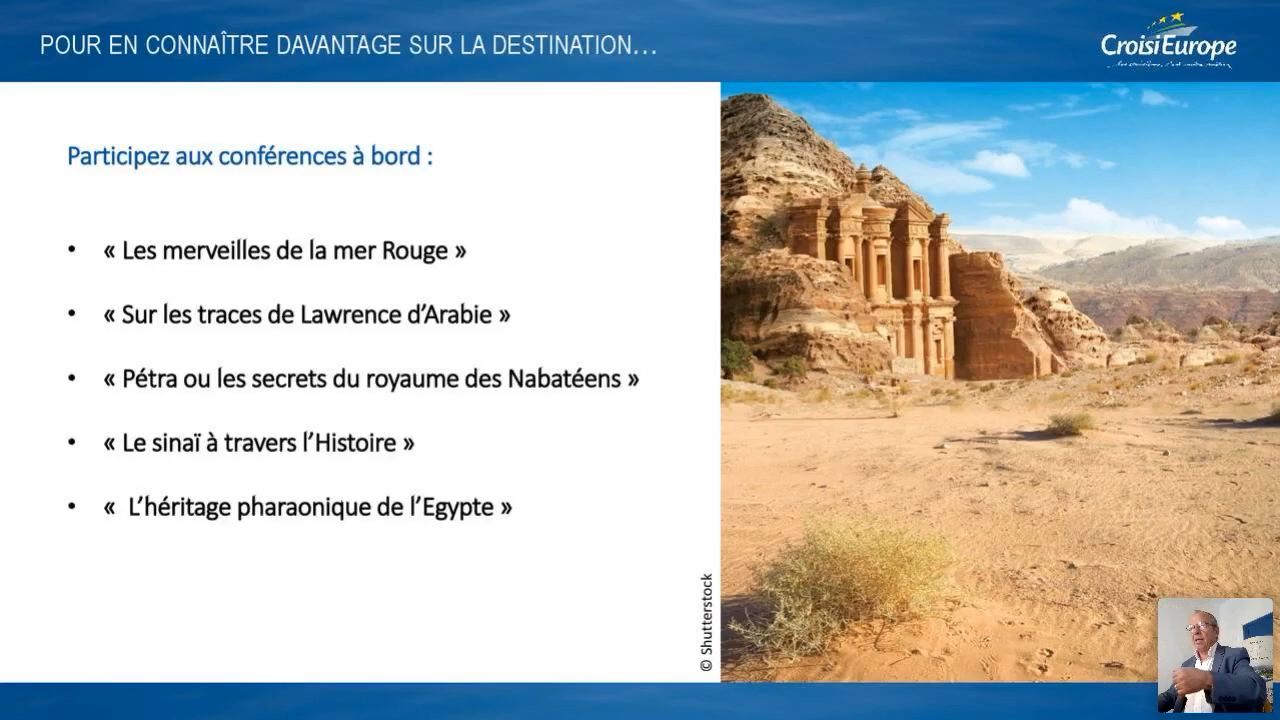 POUR EN CONNAÎTRE DAVANTAGE SUR LA DESTINATION...
CroisiEurope
Participez aux conférences à bord :
• « Les merveilles de la mer Rouge »
• « Sur les traces de Lawrence d'Arabie »
• « Pétra ou les secrets du royaume des Nabatéens »
• « Le sinaï à travers l'Histoire »
• « L'héritage pharaonique de l'Egypte »
© Shutterstock